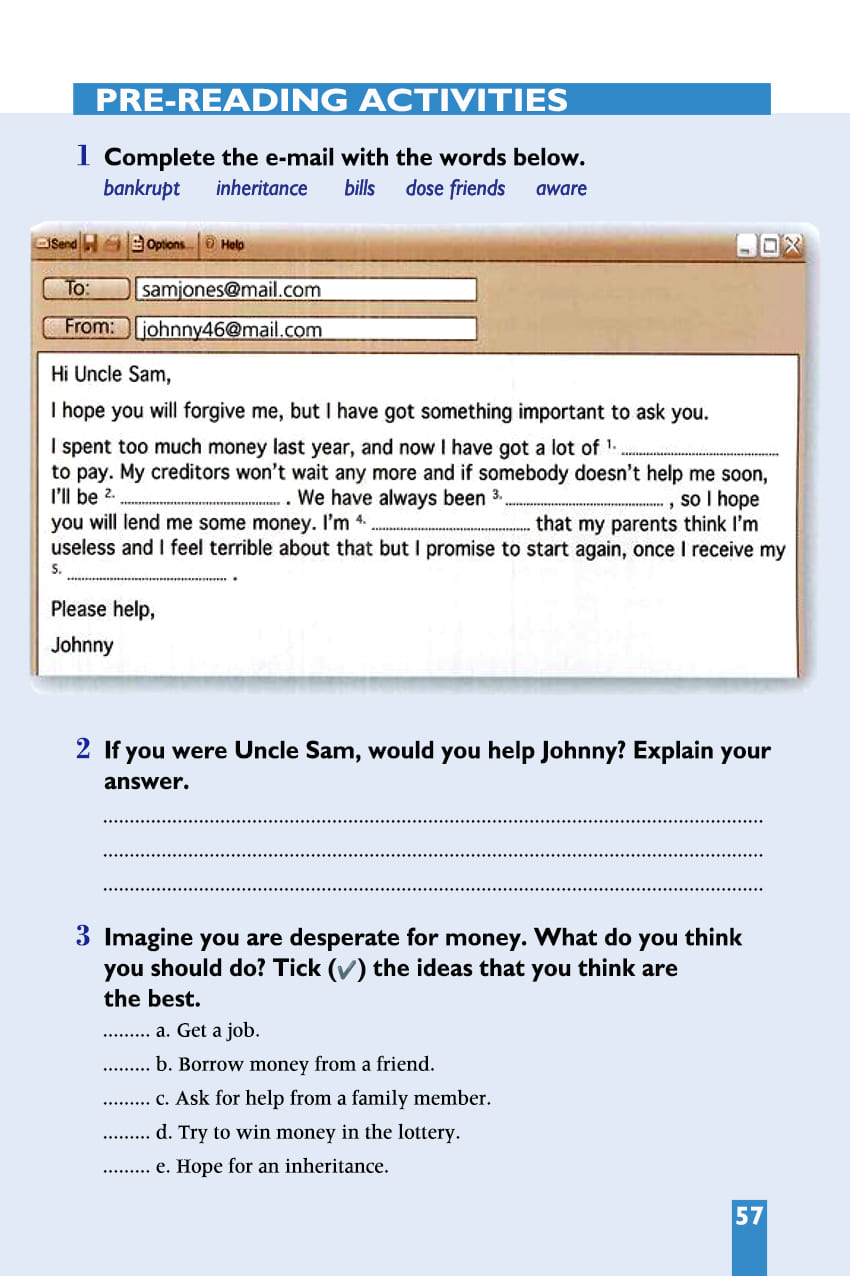 PRE-READING ACTIVITIES
1 Complete the e-mail with the words below.
bankrupt inheritance bills dose friends aware
Send Options... Help
To: samjones@mail.com
From: johnny46@mail.com
Hi Uncle Sam,
I hope you will forgive me, but I have got something important to ask you.
I spent too much money last year, and now I have got a lot of 1. ........................................
to pay. My creditors won't wait any more and if somebody doesn't help me soon,
I'll be 2. ........................................ . We have always been 3. ........................................ , so I hope
you will lend me some money. I'm 4. ........................................ that my parents think I'm
useless and I feel terrible about that but I promise to start again, once I receive my
5. ........................................ .
Please help,
Johnny
2 If you were Uncle Sam, would you help Johnny? Explain your
answer.
................................................................................
................................................................................
................................................................................
3 Imagine you are desperate for money. What do you think
you should do? Tick (✓) the ideas that you think are
the best.
......... a. Get a job.
......... b. Borrow money from a friend.
......... c. Ask for help from a family member.
......... d. Try to win money in the lottery.
......... e. Hope for an inheritance.
57